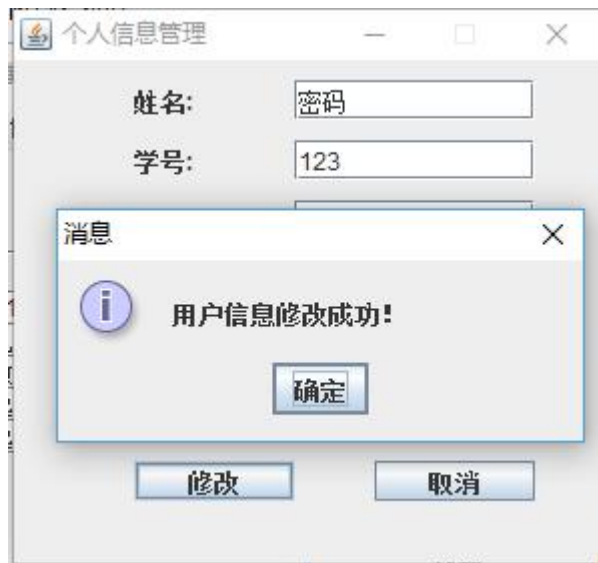 个人信息管理
姓名: 密码
学号: 123
消息
用户信息修改成功!
确定
修改 取消